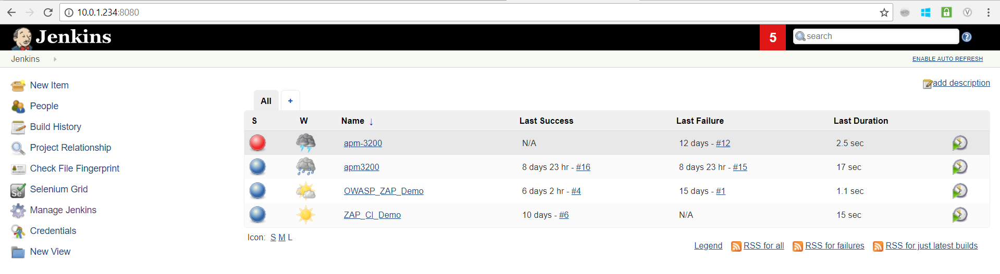 10.0.1.234:8080
Jenkins
5
search
Jenkins
ENABLE AUTO REFRESH
add description
New Item
People
Build History
Project Relationship
Check File Fingerprint
Se
Selenium Grid
Manage Jenkins
Credentials
New View
All +
S W Name ↓ Last Success Last Failure Last Duration
apm-3200 N/A 12 days - #12 2.5 sec
apm3200 8 days 23 hr - #16 8 days 23 hr - #15 17 sec
OWASP_ZAP_Demo 6 days 2 hr - #4 15 days - #1 1.1 sec
ZAP_CI_Demo 10 days - #6 N/A 15 sec
Icon: S M L
Legend RSS for all RSS for failures RSS for just latest builds